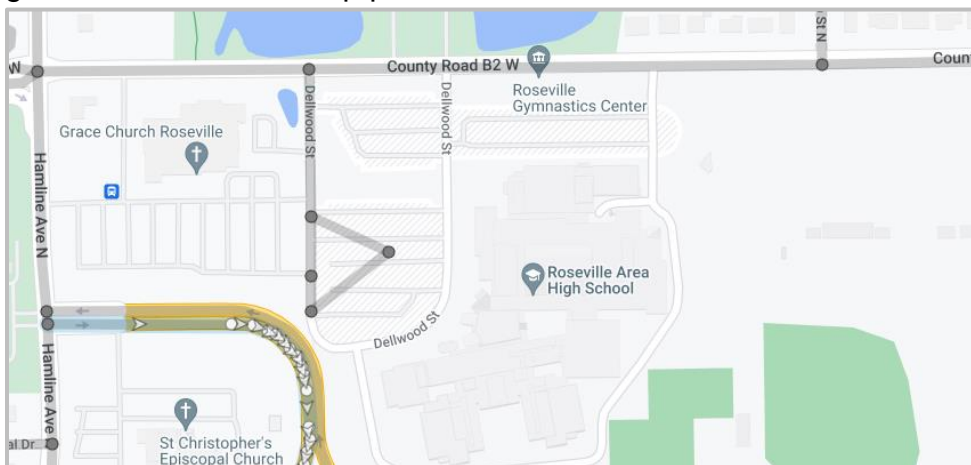 St N
W
County Road B2 W
Coun
Roseville
Gymnastics Center
Dellwood St
Dellwood St
Grace Church Roseville
Hamline Ave N
Roseville Area
High School
Dellwood St
Hamline Ave
al Dr
St Christopher's
Episcopal Church